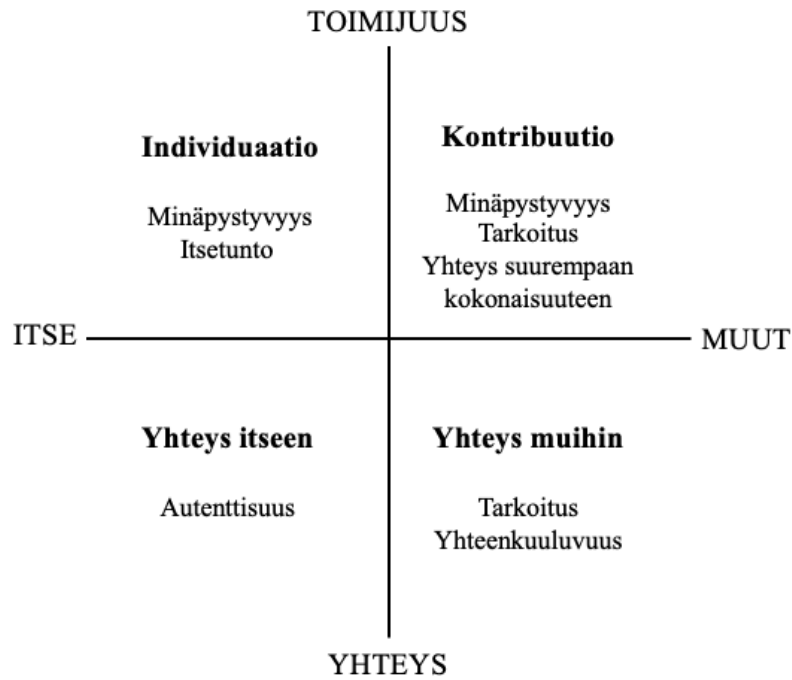 TOIMIJUUS
Individuaatio
Minäpystyvyys
Itsetunto
Kontribuutio
Minäpystyvyys
Tarkoitus
Yhteys suurempaan
kokonaisuuteen
ITSE
MUUT
Yhteys itseen
Autenttisuus
Yhteys muihin
Tarkoitus
Yhteenkuuluvuus
YHTEYS